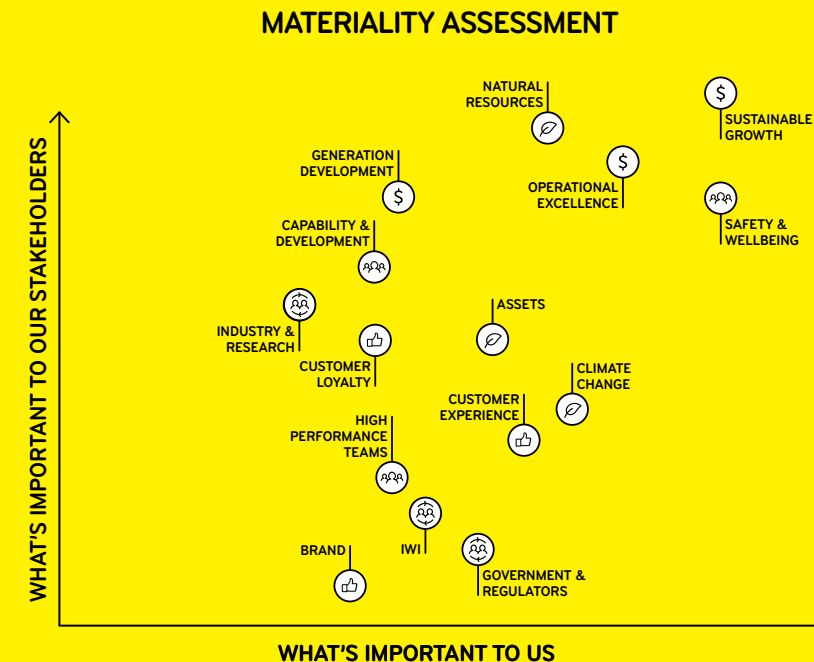 MATERIALITY ASSESSMENT
WHAT'S IMPORTANT TO OUR STAKEHOLDERS
NATURAL
RESOURCES
$
SUSTAINABLE
GROWTH
GENERATION
DEVELOPMENT
$
$
OPERATIONAL
EXCELLENCE
SAFETY &
WELLBEING
CAPABILITY &
DEVELOPMENT
INDUSTRY &
RESEARCH
ASSETS
CUSTOMER
LOYALTY
CLIMATE
CHANGE
CUSTOMER
EXPERIENCE
HIGH
PERFORMANCE
TEAMS
IWI
BRAND
GOVERNMENT &
REGULATORS
WHAT'S IMPORTANT TO US